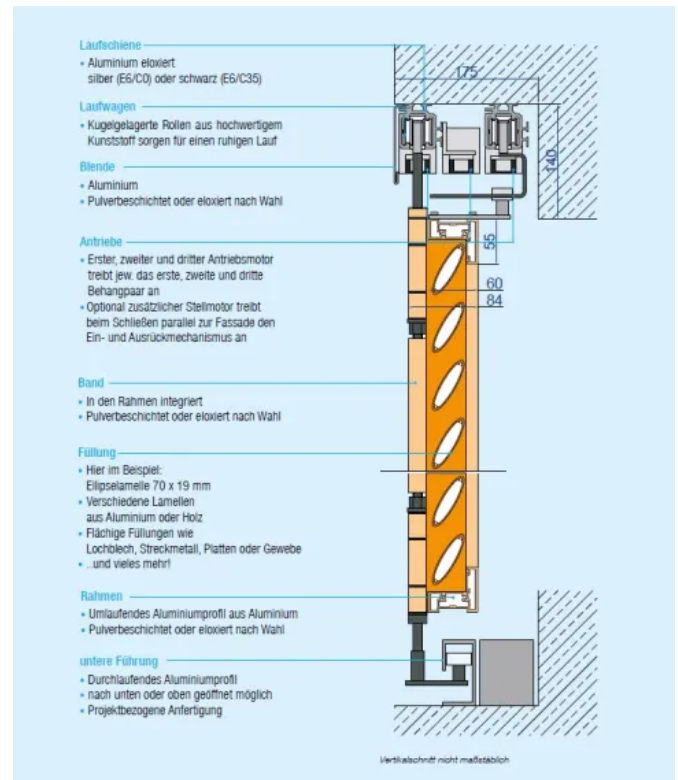 Laufschiene
• Aluminium eloxiert
silber (E6/C0) oder schwarz (E6/C35)
Laufwagen
• Kugelgelagerte Rollen aus hochwertigem
Kunststoff sorgen für einen ruhigen Lauf
Blende
• Aluminium
• Pulverbeschichtet oder eloxiert nach Wahl
Antriebe
• Erster, zweiter und dritter Antriebsmotor
treibt jew. das erste, zweite und dritte
Behangpaar an
• Optional zusätzlicher Stellmotor treibt
beim Schließen parallel zur Fassade den
Ein- und Ausrückmechanismus an
Band
• In den Rahmen integriert
• Pulverbeschichtet oder eloxiert nach Wahl
Füllung
• Hier im Beispiel:
Ellipselamelle 70 x 19 mm
• Verschiedene Lamellen
aus Aluminium oder Holz
• Flächige Füllungen wie
Lochblech, Streckmetall, Platten oder Gewebe
• ...und vieles mehr!
Rahmen
• Umlaufendes Aluminiumprofil aus Aluminium
• Pulverbeschichtet oder eloxiert nach Wahl
untere Führung
• Durchlaufendes Aluminiumprofil
• nach unten oder oben geöffnet möglich
• Projektbezogene Anfertigung
175
140
55
60
84
Vertikalschnitt nicht maßstäblich